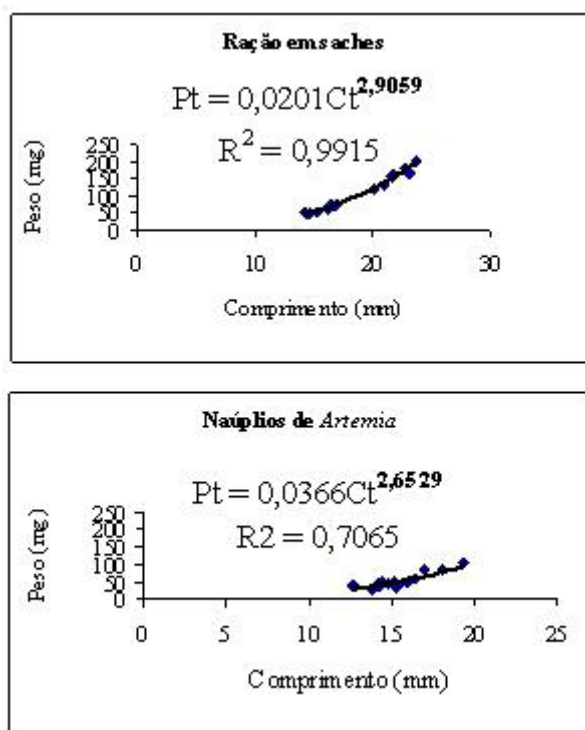 Ração em saches
Pt = 0,0201Ct^2,9059
R² = 0,9915
Peso (mg)
250
200
150
100
50
0
0 10 20 30
Comprimento (mm)
Naúplios de Artemia
Pt = 0,0366Ct^2,6529
R2 = 0,7065
Peso (mg)
250
200
150
100
50
0
0 5 10 15 20 25
Comprimento (mm)